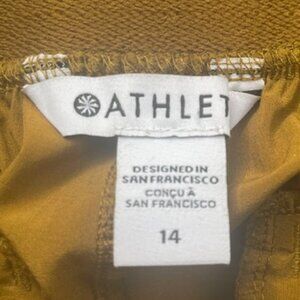 ATHLET
DESIGNED IN
SAN FRANCISCO
CONÇU À
SAN FRANCISCO
14